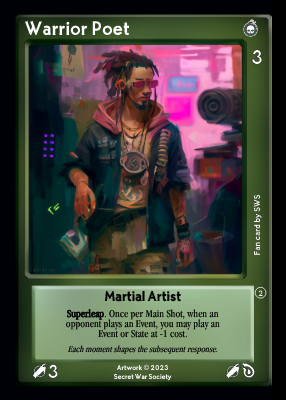 Warrior Poet
3
Fan card by SWS
Martial Artist
2
Superleap. Once per Main Shot, when an
opponent plays an Event, you may play an
Event or State at -1 cost.
Each moment shapes the subsequent response.
3
Artwork © 2023
Secret War Society